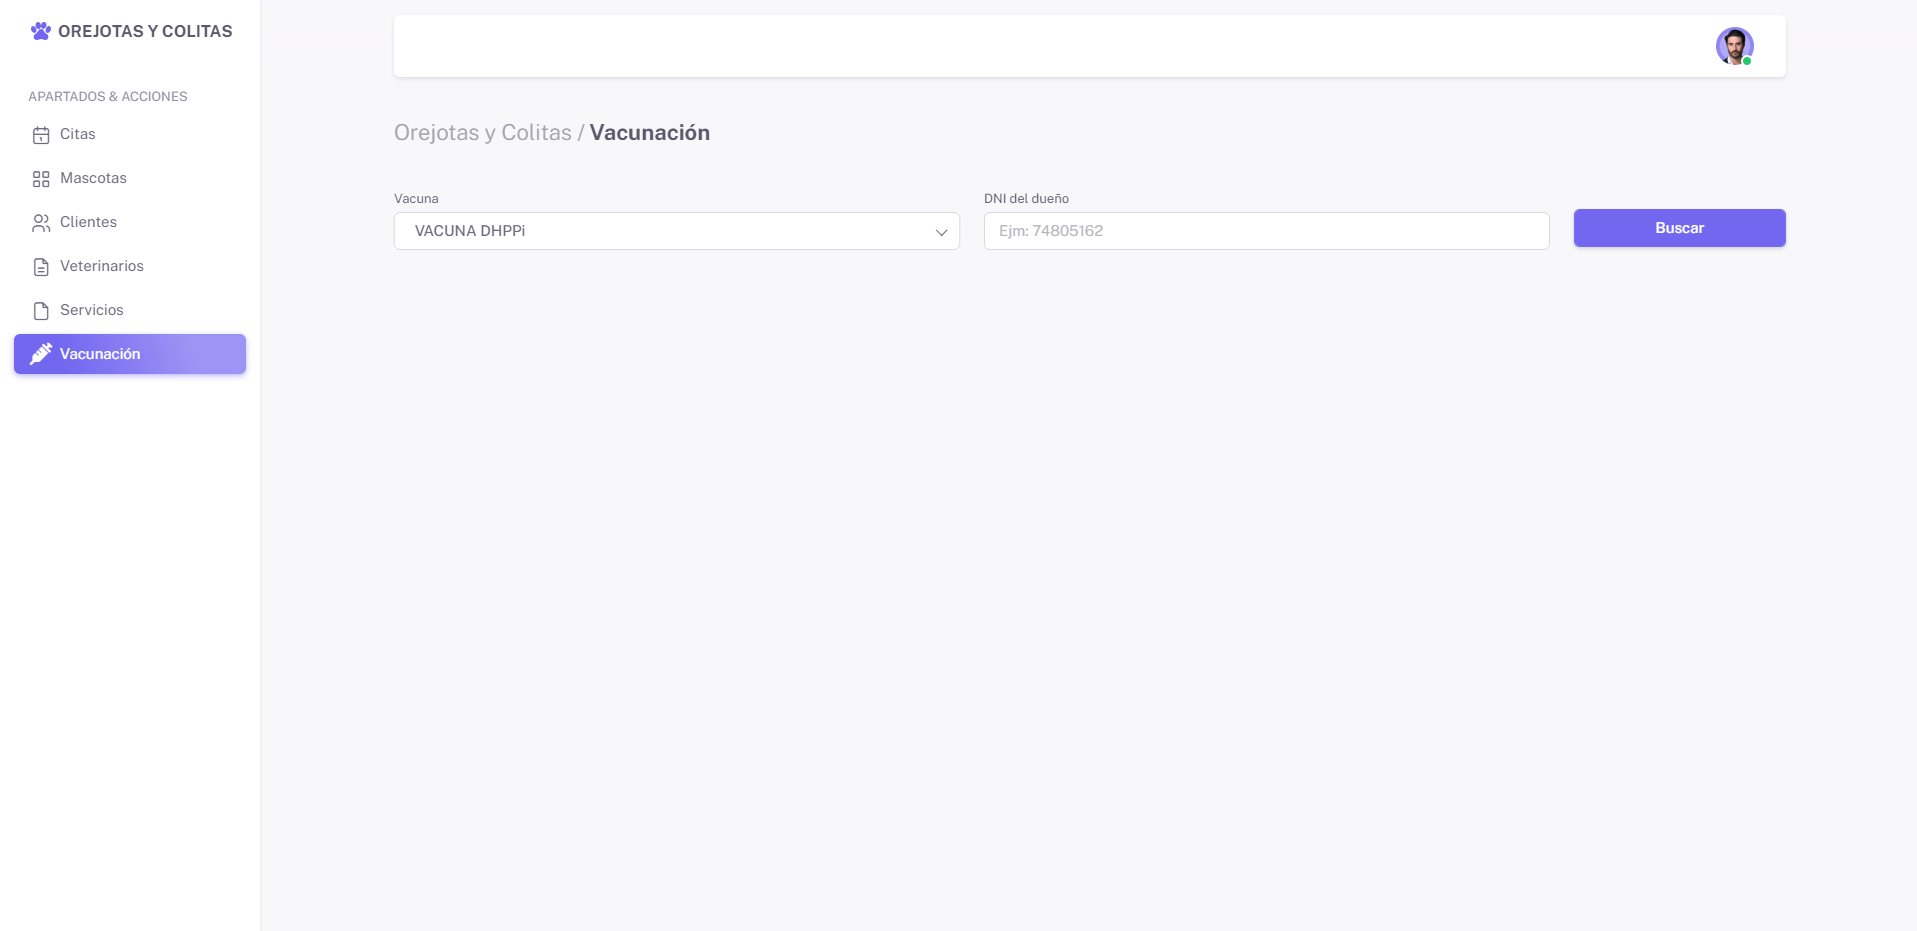 OREJOTAS Y COLITAS
APARTADOS & ACCIONES
Citas
Mascotas
Clientes
Veterinarios
Servicios
Vacunación
Orejotas y Colitas / Vacunación
Vacuna
VACUNA DHPPi
DNI del dueño
Ejm: 74805162
Buscar